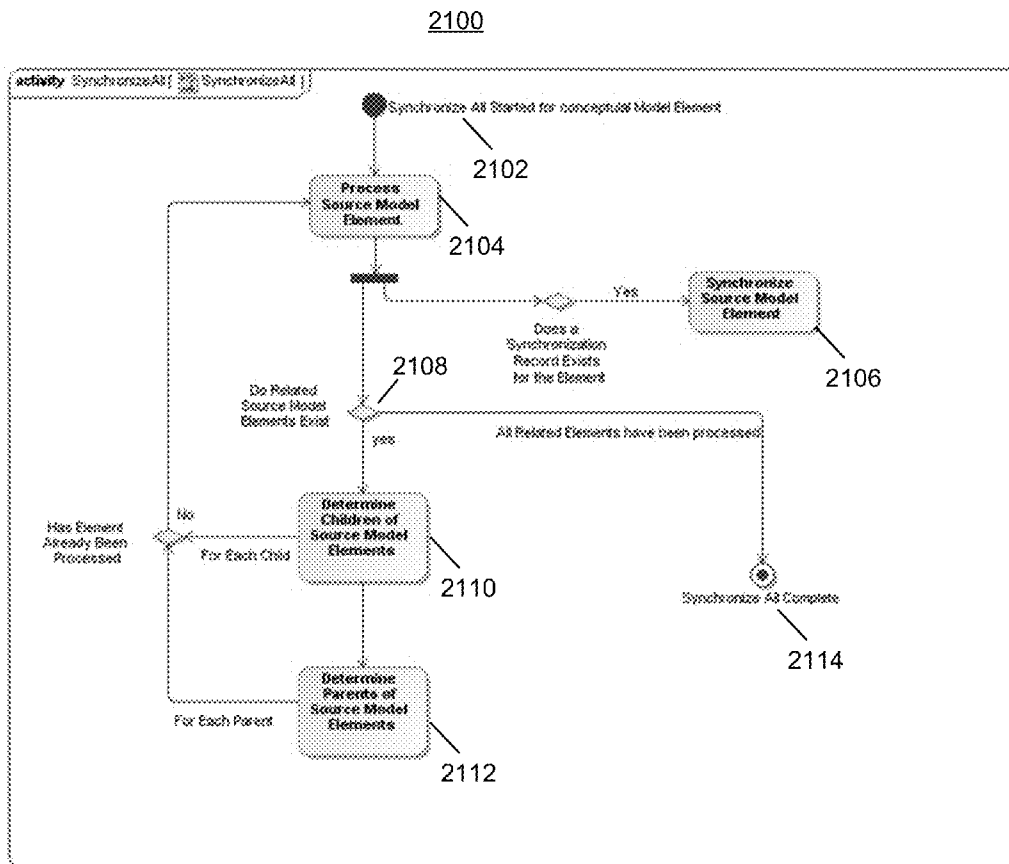 2100
activity SynchronizeAll [ SynchronizeAll ]
Synchronize All Started for conceptual Model Element
2102
Process
Source Model
Element
2104
Yes
Synchronize
Source Model
Element
2106
Does a
Synchronization
Record Exists
for the Element
2108
Do Related
Source Model
Elements Exist
yes
All Related Elements have been processed
No
Has Element
Already Been
Processed
For Each Child
Determine
Children of
Source Model
Elements
2110
Synchronize All Complete
2114
For Each Parent
Determine
Parents of
Source Model
Elements
2112